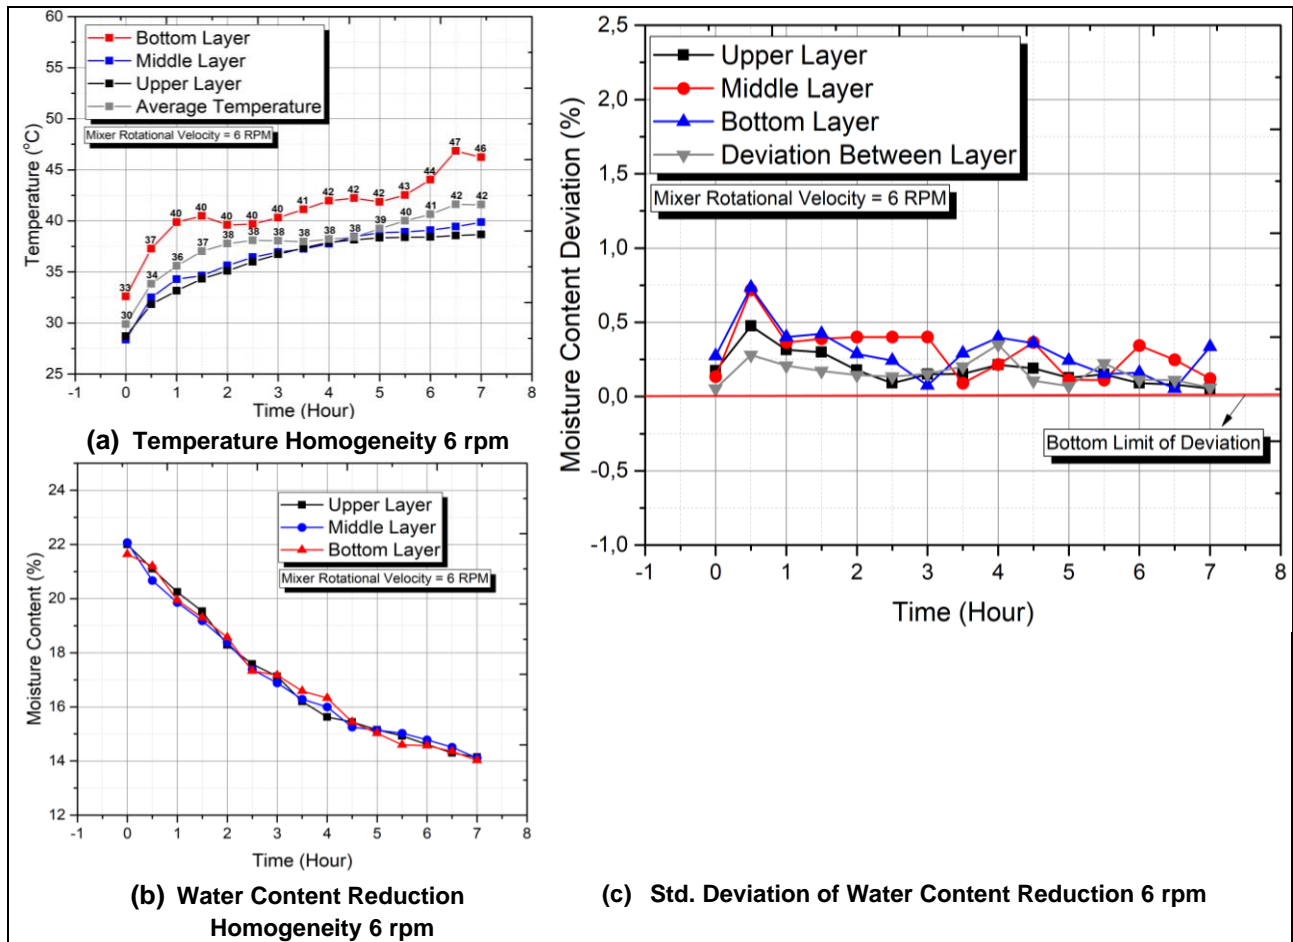 60
55
50
45
40
35
30
25
Temperature (°C)
Bottom Layer
Middle Layer
Upper Layer
Average Temperature
Mixer Rotational Velocity = 6 RPM
33 37 40 40 40 40 40 41 42 42 42 43 44 47 46
30 34 36 37 38 38 38 38 38 38 39 40 41 42 42
-1 0 1 2 3 4 5 6 7 8
Time (Hour)
(a) Temperature Homogeneity 6 rpm
24
22
20
18
16
14
12
Moisture Content (%)
Upper Layer
Middle Layer
Bottom Layer
Mixer Rotational Velocity = 6 RPM
-1 0 1 2 3 4 5 6 7 8
Time (Hour)
(b) Water Content Reduction
Homogeneity 6 rpm
2,5
2,0
1,5
1,0
0,5
0,0
-0,5
-1,0
Moisture Content Deviation (%)
Upper Layer
Middle Layer
Bottom Layer
Deviation Between Layer
Mixer Rotational Velocity = 6 RPM
Bottom Limit of Deviation
-1 0 1 2 3 4 5 6 7 8
Time (Hour)
(c) Std. Deviation of Water Content Reduction 6 rpm